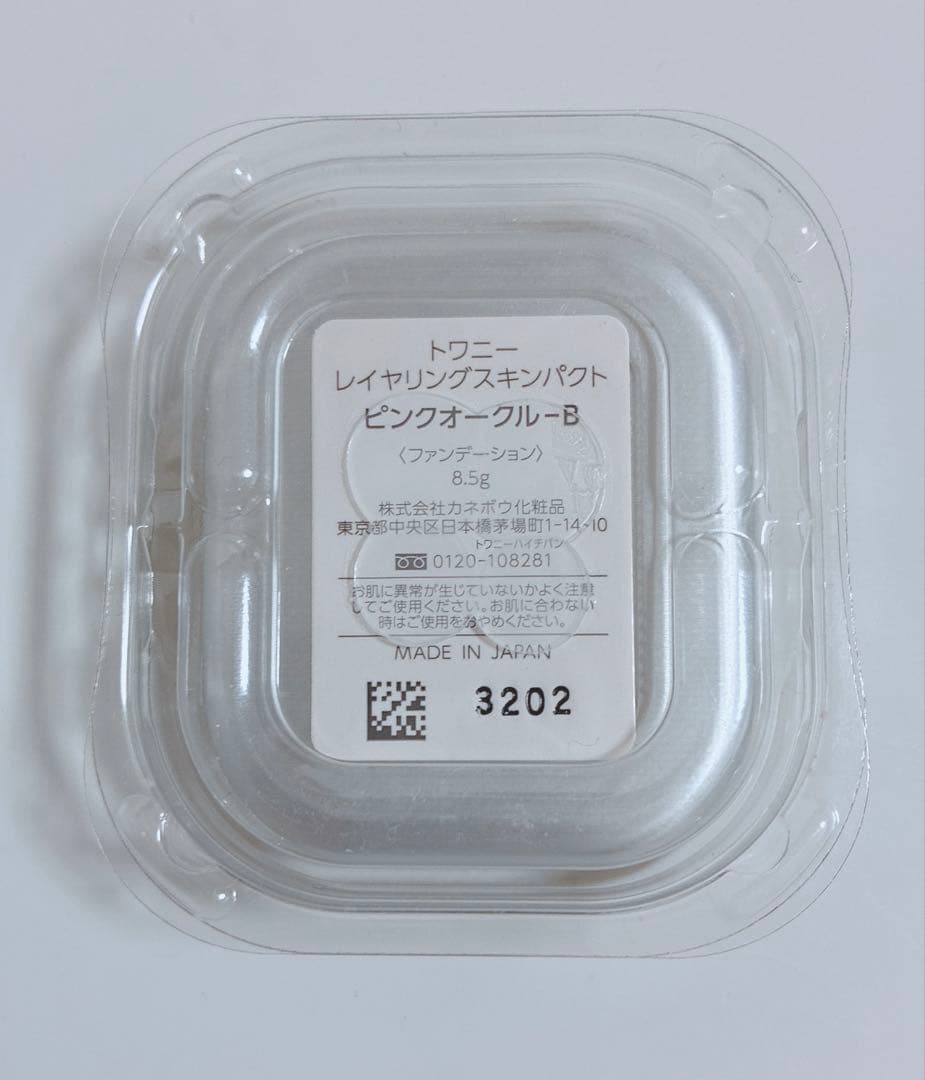 トワニー
レイヤリングスキンパクト
ピンクオークル-B
〈ファンデーション〉
8.5g
株式会社カネボウ化粧品
東京都中央区日本橋茅場町1-14-10
トワニーハイチバン
0120-108281
お肌に異常が生じていないかよく注意
してご使用ください。お肌に合わない
時はご使用をおやめください。
MADE IN JAPAN
3202